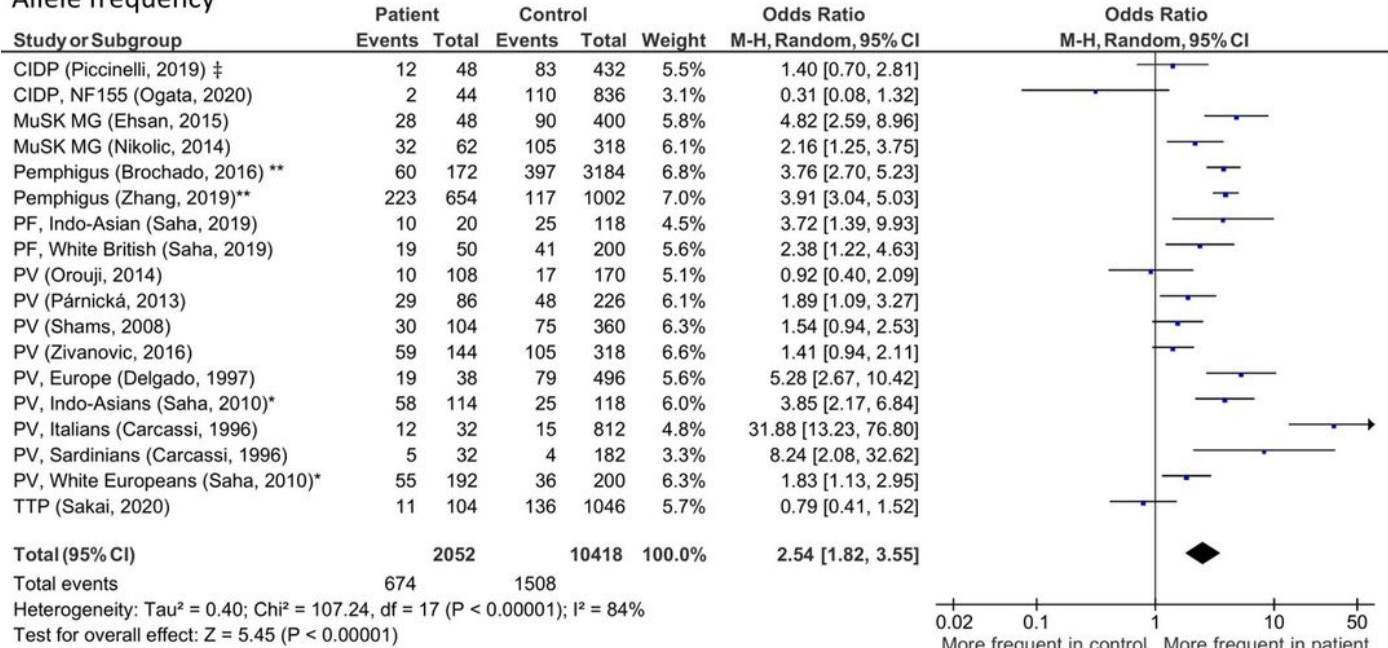 Allele frequency
Patient Control Odds Ratio Odds Ratio
Study or Subgroup Events Total Events Total Weight M-H, Random, 95% CI M-H, Random, 95% CI
CIDP (Piccinelli, 2019) ‡ 12 48 83 432 5.5% 1.40 [0.70, 2.81]
CIDP, NF155 (Ogata, 2020) 2 44 110 836 3.1% 0.31 [0.08, 1.32]
MuSK MG (Ehsan, 2015) 28 48 90 400 5.8% 4.82 [2.59, 8.96]
MuSK MG (Nikolic, 2014) 32 62 105 318 6.1% 2.16 [1.25, 3.75]
Pemphigus (Brochado, 2016) ** 60 172 397 3184 6.8% 3.76 [2.70, 5.23]
Pemphigus (Zhang, 2019)** 223 654 117 1002 7.0% 3.91 [3.04, 5.03]
PF, Indo-Asian (Saha, 2019) 10 20 25 118 4.5% 3.72 [1.39, 9.93]
PF, White British (Saha, 2019) 19 50 41 200 5.6% 2.38 [1.22, 4.63]
PV (Orouji, 2014) 10 108 17 170 5.1% 0.92 [0.40, 2.09]
PV (Párnická, 2013) 29 86 48 226 6.1% 1.89 [1.09, 3.27]
PV (Shams, 2008) 30 104 75 360 6.3% 1.54 [0.94, 2.53]
PV (Zivanovic, 2016) 59 144 105 318 6.6% 1.41 [0.94, 2.11]
PV, Europe (Delgado, 1997) 19 38 79 496 5.6% 5.28 [2.67, 10.42]
PV, Indo-Asians (Saha, 2010)* 58 114 25 118 6.0% 3.85 [2.17, 6.84]
PV, Italians (Carcassi, 1996) 12 32 15 812 4.8% 31.88 [13.23, 76.80]
PV, Sardinians (Carcassi, 1996) 5 32 4 182 3.3% 8.24 [2.08, 32.62]
PV, White Europeans (Saha, 2010)* 55 192 36 200 6.3% 1.83 [1.13, 2.95]
TTP (Sakai, 2020) 11 104 136 1046 5.7% 0.79 [0.41, 1.52]
Total (95% CI) 2052 10418 100.0% 2.54 [1.82, 3.55]
Total events 674 1508
Heterogeneity: Tau² = 0.40; Chi² = 107.24, df = 17 (P < 0.00001); I² = 84%
Test for overall effect: Z = 5.45 (P < 0.00001)
0.02 0.1 1 10 50
More frequent in control More frequent in patient